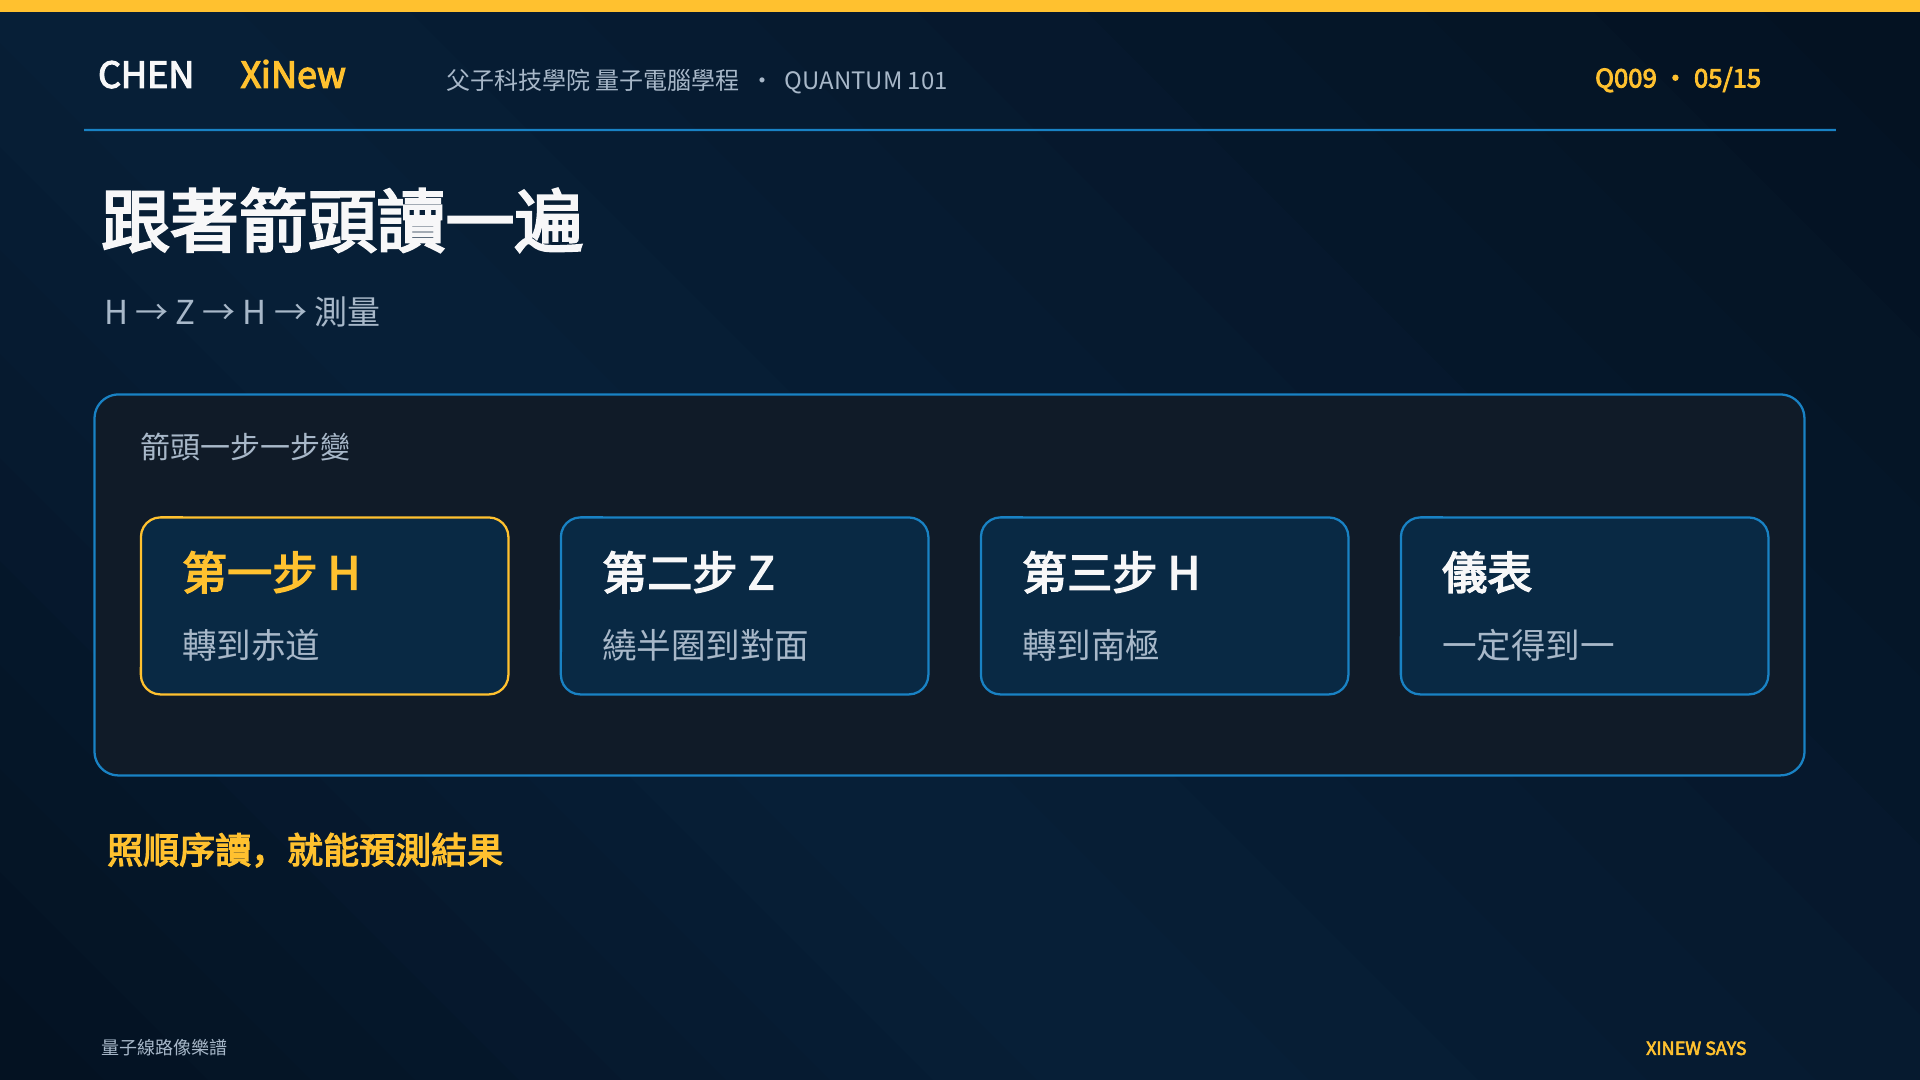 CHEN XiNew 父子科技學院 量子電腦學程 • QUANTUM 101 Q009 • 05/15
跟著箭頭讀一遍
H → Z → H → 測量
箭頭一步一步變
第一步 H
轉到赤道
第二步 Z
繞半圈到對面
第三步 H
轉到南極
儀表
一定得到一
照順序讀，就能預測結果
量子線路像樂譜
XINEW SAYS